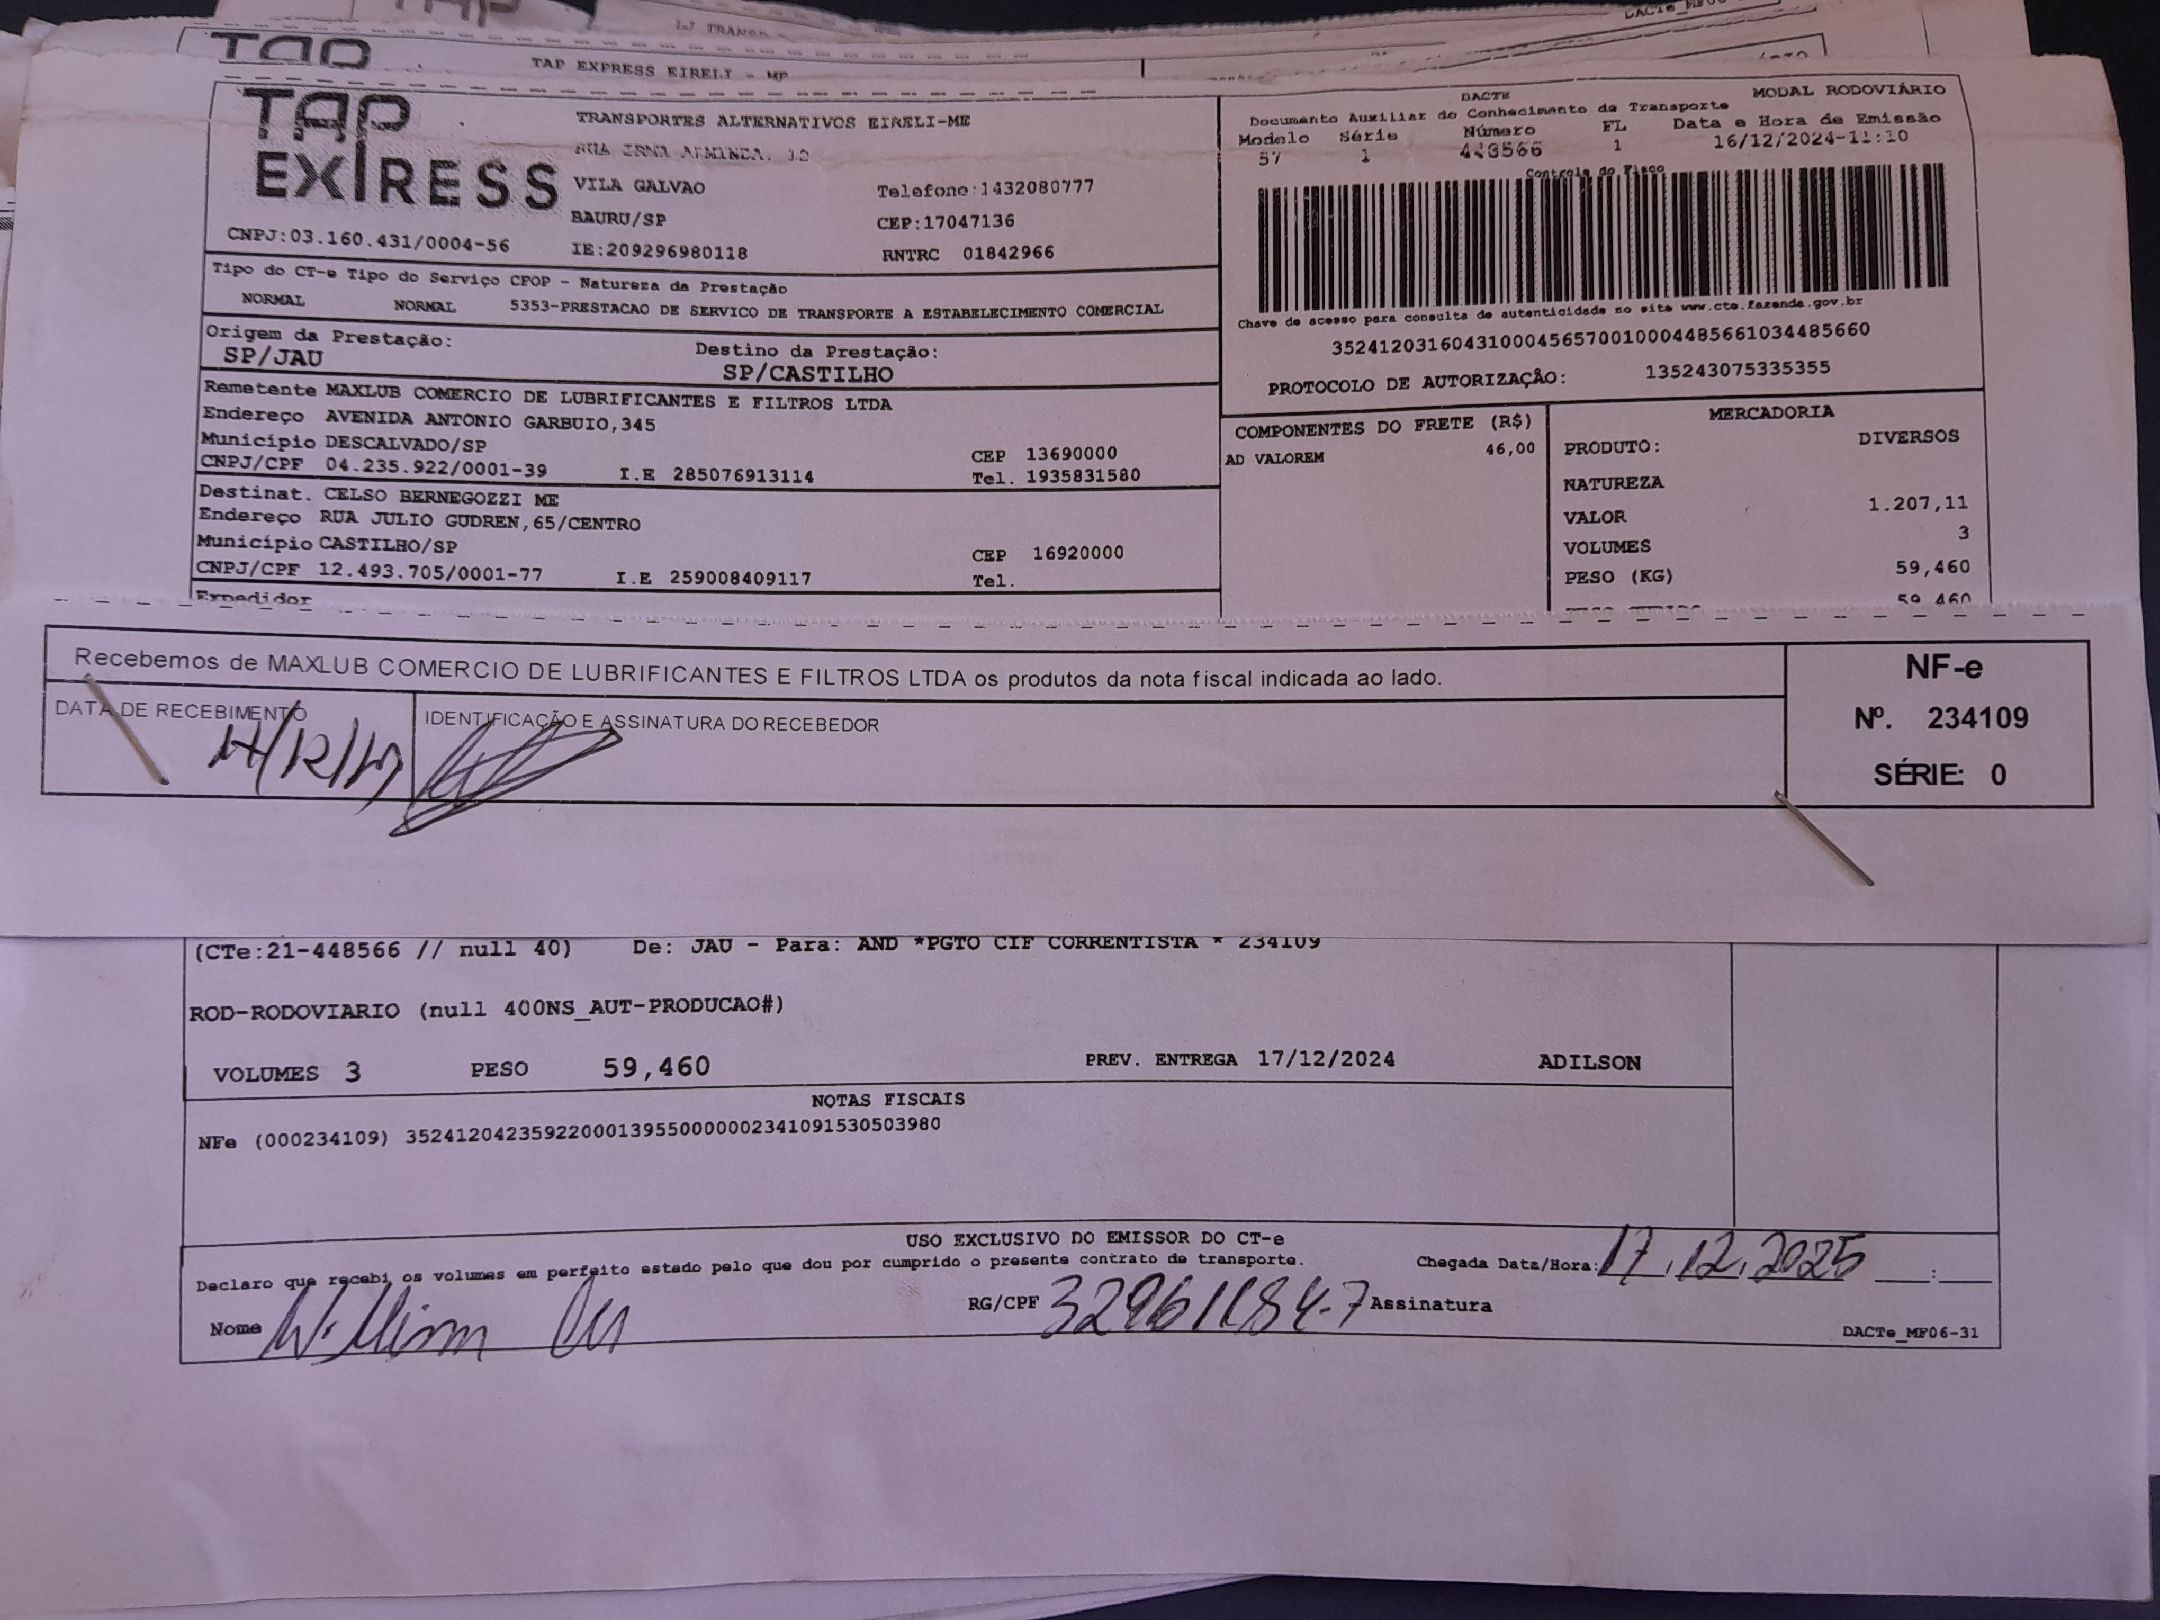 TAP
TAP EXPRESS EIRELI - ME
TAP
EXPRESS
TRANSPORTES ALTERNATIVOS EIRELI-ME
VILA GALVAO
Telefone:1432080777
BAURU/SP
CEP:17047136
CNPJ:03.160.431/0004-56
IE:209296980118
RNTRC 01842966
DACTE
MODAL RODOVIÁRIO
Documento Auxiliar do Conhecimento de Transporte
Modelo Série Número FL Data e Hora de Emissão
57 1 448566 1 16/12/2024-11:10
Controle do Fisco
Chave de acesso para consulta de autenticidade no site www.cte.fazenda.gov.br
35241203160431000456570010004485661034485660
PROTOCOLO DE AUTORIZAÇÃO: 135243075335355
Tipo do CT-e Tipo do Serviço CFOP - Natureza da Prestação
NORMAL NORMAL 5353-PRESTACAO DE SERVICO DE TRANSPORTE A ESTABELECIMENTO COMERCIAL
Origem da Prestação: Destino da Prestação:
SP/JAU SP/CASTILHO
Remetente MAXLUB COMERCIO DE LUBRIFICANTES E FILTROS LTDA
Endereço AVENIDA ANTONIO GARBUIO,345
Município DESCALVADO/SP CEP 13690000
CNPJ/CPF 04.235.922/0001-39 I.E 285076913114 Tel. 1935831580
Destinat. CELSO BERNEGOZZI ME
Endereço RUA JULIO GUDREN,65/CENTRO
Município CASTILHO/SP CEP 16920000
CNPJ/CPF 12.493.705/0001-77 I.E 259008409117 Tel.
Expedidor
COMPONENTES DO FRETE (R$)
AD VALOREM 46,00
MERCADORIA
PRODUTO: DIVERSOS
NATUREZA
VALOR 1.207,11
VOLUMES 3
PESO (KG) 59,460
59,460
Recebemos de MAXLUB COMERCIO DE LUBRIFICANTES E FILTROS LTDA os produtos da nota fiscal indicada ao lado.
DATA DE RECEBIMENTO
IDENTIFICAÇÃO E ASSINATURA DO RECEBEDOR
NF-e
Nº. 234109
SÉRIE: 0
(CTe:21-448566 // null 40) De: JAU - Para: AND *PGTO CIF CORRENTISTA * 234109
ROD-RODOVIARIO (null 400NS_AUT-PRODUCAO#)
VOLUMES 3 PESO 59,460 PREV. ENTREGA 17/12/2024 ADILSON
NOTAS FISCAIS
NFe (000234109) 35241204235922000139550000002341091530503980
USO EXCLUSIVO DO EMISSOR DO CT-e
Declaro que recebi os volumes em perfeito estado pelo que dou por cumprido o presente contrato de transporte.
Chegada Data/Hora: 17.12.2025 ___:___
Nome William
RG/CPF 32961184-7 Assinatura
DACTe_MF06-31